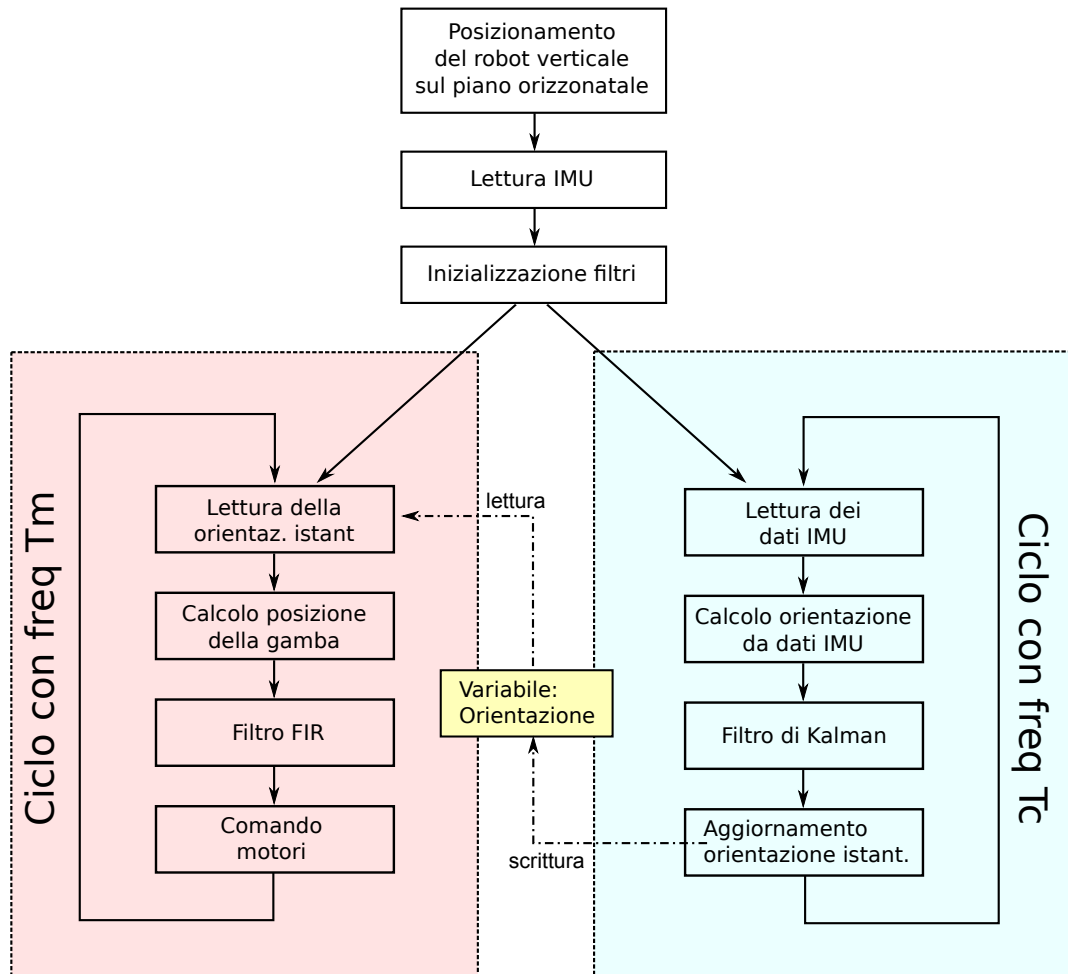 Posizionamento
del robot verticale
sul piano orizzonatale
Lettura IMU
Inizializzazione filtri
Ciclo con freq Tm
Lettura della
orientaz. istant
Calcolo posizione
della gamba
Filtro FIR
Comando
motori
lettura
Variabile:
Orientazione
scrittura
Lettura dei
dati IMU
Calcolo orientazione
da dati IMU
Filtro di Kalman
Aggiornamento
orientazione istant.
Ciclo con freq Tc